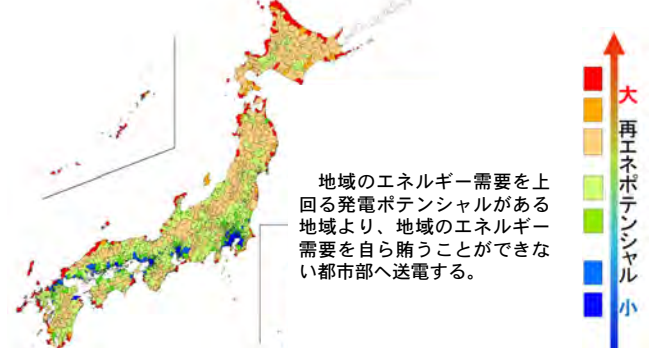 地域のエネルギー需要を上
回る発電ポテンシャルがある
地域より、地域のエネルギー
需要を自ら賄うことができな
い都市部へ送電する。
大
再エネポテンシャル
小